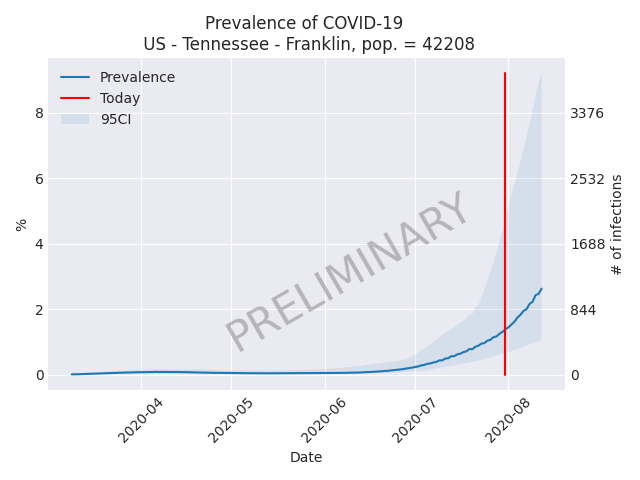 Prevalence of COVID-19
US - Tennessee - Franklin, pop. = 42208
Prevalence
Today
95CI
8
6
4
2
0
%
3376
2532
1688
844
0
# of infections
PRELIMINARY
2020-04
2020-05
2020-06
2020-07
2020-08
Date